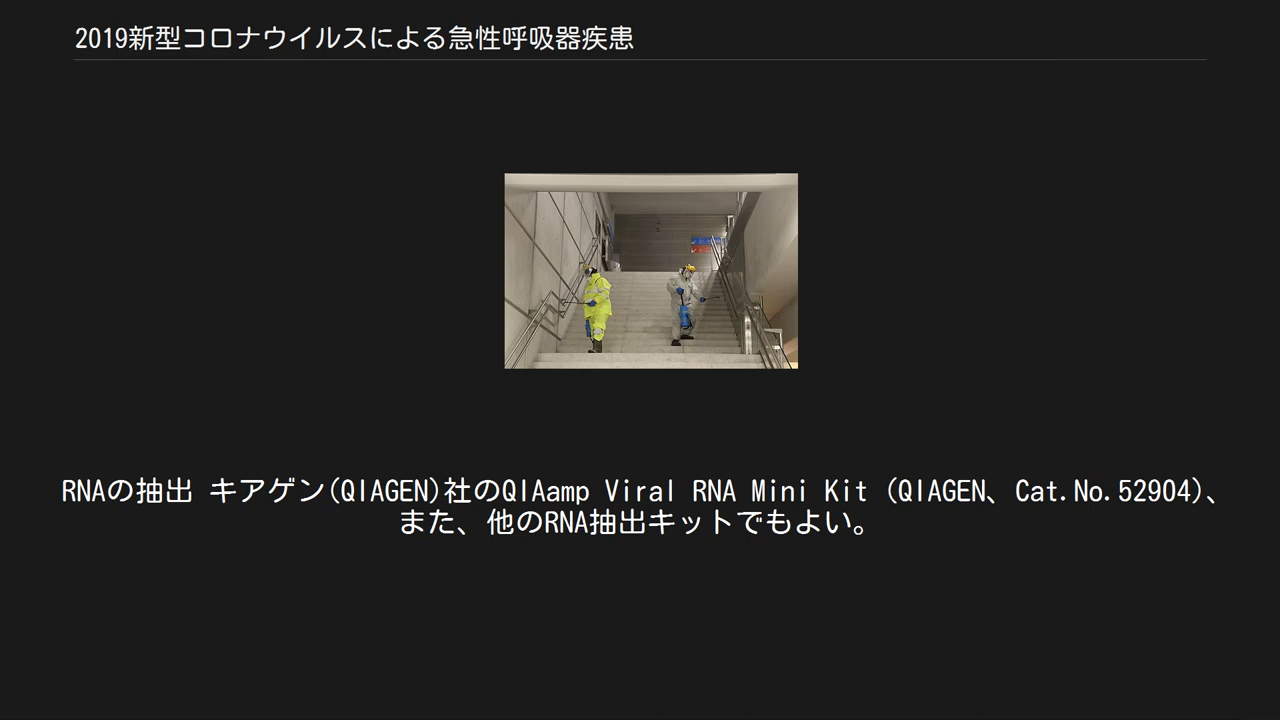 2019新型コロナウイルスによる急性呼吸器疾患
RNAの抽出 キアゲン(QIAGEN)社のQIAamp Viral RNA Mini Kit (QIAGEN、Cat.No.52904)、
また、他のRNA抽出キットでもよい。